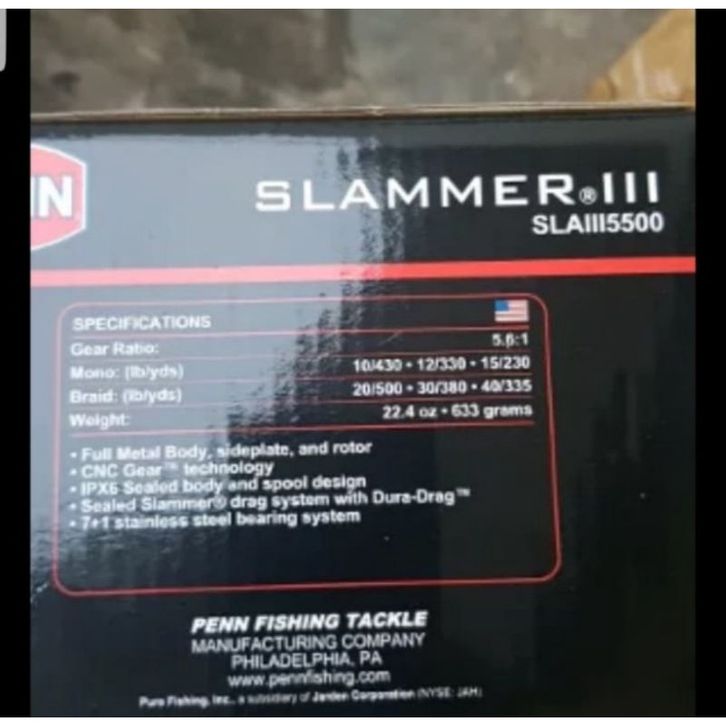 NN
SLAMMER®III
SLAIII5500
SPECIFICATIONS
Gear Ratio: 5.6:1
Mono: (lb/yds) 10/430 • 12/330 • 15/230
Braid: (lb/yds) 20/500 • 30/380 • 40/335
Weight: 22.4 oz • 633 grams
• Full Metal Body, sideplate, and rotor
• CNC Gear™ technology
• IPX6 Sealed body and spool design
• Sealed Slammer® drag system with Dura-Drag™
• 7+1 stainless steel bearing system
PENN FISHING TACKLE
MANUFACTURING COMPANY
PHILADELPHIA, PA
www.pennfishing.com
Pure Fishing, Inc., a subsidiary of Jarden Corporation (NYSE: JAH)